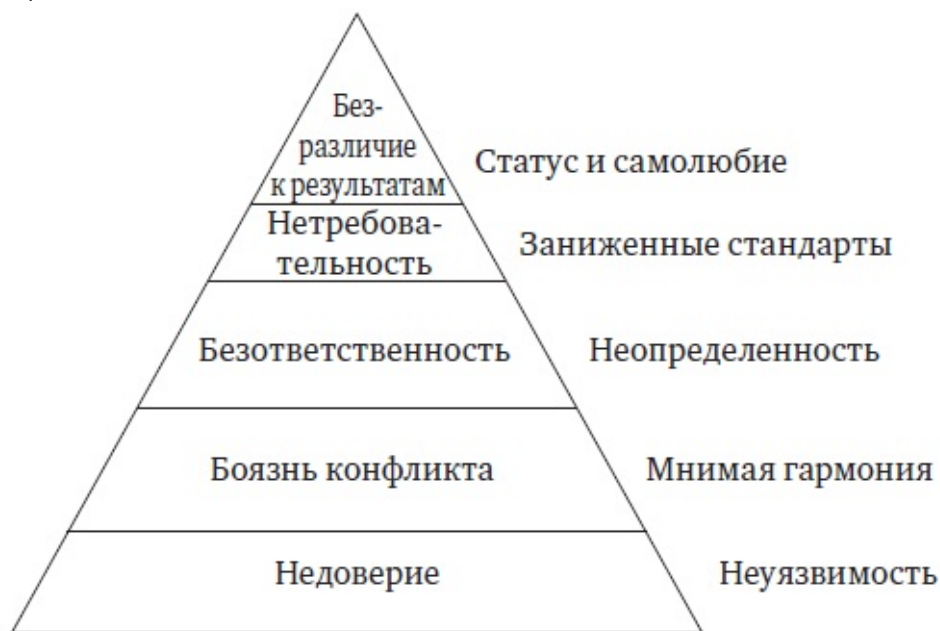 Без-
различие
к результатам
Статус и самолюбие
Нетребова-
тельность
Заниженные стандарты
Безответственность
Неопределенность
Боязнь конфликта
Мнимая гармония
Недоверие
Неуязвимость